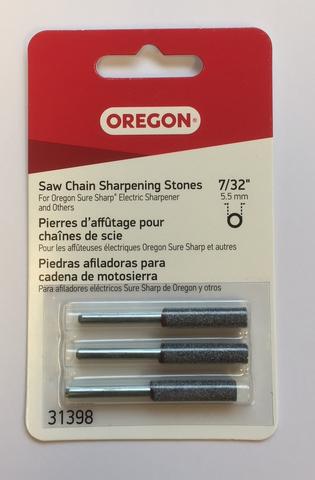 OREGON®
Saw Chain Sharpening Stones
7/32"
For Oregon Sure Sharp® Electric Sharpener
and Others
5.5 mm
Pierres d'affûtage pour
chaînes de scie
Pour les affûteuses électriques Oregon Sure Sharp et autres
Piedras afiladoras para
cadena de motosierra
Para afiladores eléctricos Sure Sharp de Oregon y otros
31398